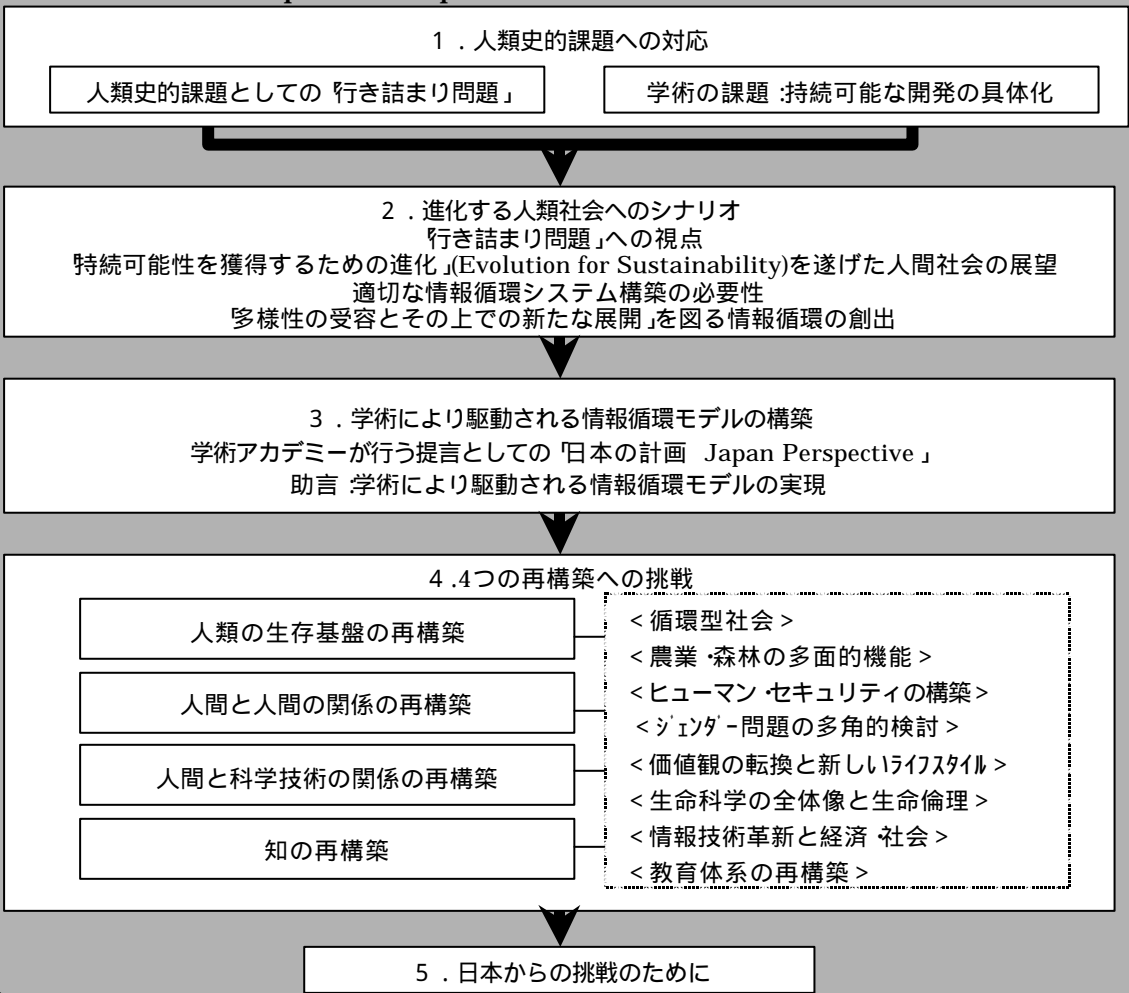 1．人類史的課題への対応
人類史的課題としての「行き詰まり問題」
学術の課題：持続可能な開発の具体化
2．進化する人類社会へのシナリオ
「行き詰まり問題」への視点
「持続可能性を獲得するための進化」(Evolution for Sustainability)を遂げた人間社会の展望
適切な情報循環システム構築の必要性
「多様性の受容とその上での新たな展開」を図る情報循環の創出
3．学術により駆動される情報循環モデルの構築
学術アカデミーが行う提言としての「日本の計画 Japan Perspective」
助言：学術により駆動される情報循環モデルの実現
4．4つの再構築への挑戦
人類の生存基盤の再構築
人間と人間の関係の再構築
人間と科学技術の関係の再構築
知の再構築
＜循環型社会＞
＜農業・森林の多面的機能＞
＜ヒューマン・セキュリティの構築＞
＜ｼﾞｪﾝﾀﾞｰ問題の多角的検討＞
＜価値観の転換と新しいﾗｲﾌｽﾀｲﾙ＞
＜生命科学の全体像と生命倫理＞
＜情報技術革新と経済・社会＞
＜教育体系の再構築＞
5．日本からの挑戦のために